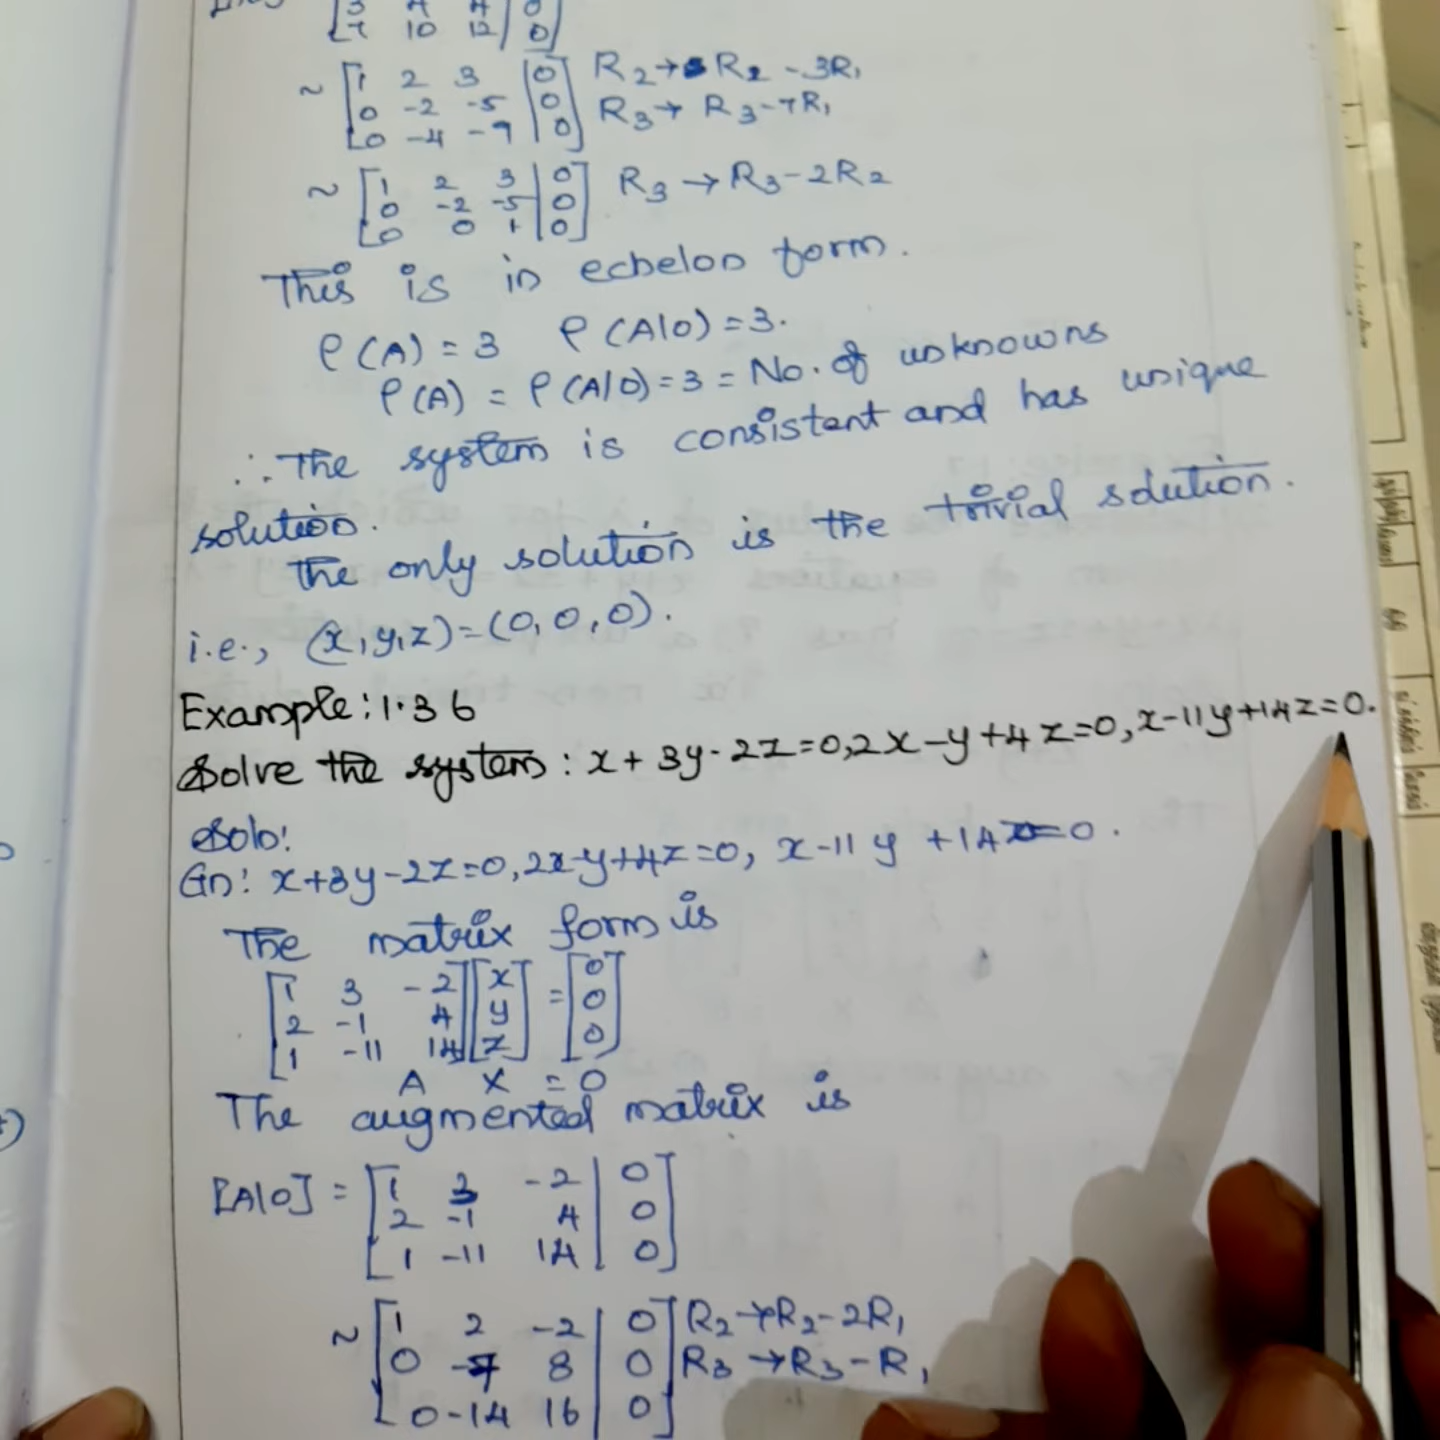 7 10 12 | 0
~ [1 2 3 | 0] R2→R2-3R1
[0 -2 -5 | 0] R3→ R3-7R1
[0 -4 -9 | 0]
~ [1 2 3 | 0] R3 → R3-2R2
[0 -2 -5 | 0]
[0 0 1 | 0]
This is in echelon form.
ρ(A) = 3 ρ(A|0) = 3.
ρ(A) = ρ(A|0) = 3 = No. of unknowns
∴ The system is consistent and has unique
solution.
The only solution is the trivial solution.
i.e., (x,y,z)=(0,0,0).
Example:1.36
Solve the system: x+3y-2z=0,2x-y+4z=0,x-11y+14z=0.
Soln:
Gn: x+3y-2z=0,2x-y+4z=0, x-11y+14z=0.
The matrix form is
[1 3 -2] [x] = [0]
[2 -1 4] [y] [0]
[1 -11 14] [z] [0]
A X = 0
The augmented matrix is
[A|0] = [1 3 -2 | 0]
[2 -1 4 | 0]
[1 -11 14 | 0]
~ [1 2 -2 | 0] R2→R2-2R1
[0 -7 8 | 0] R3→R3-R1
[0 -14 16 | 0]